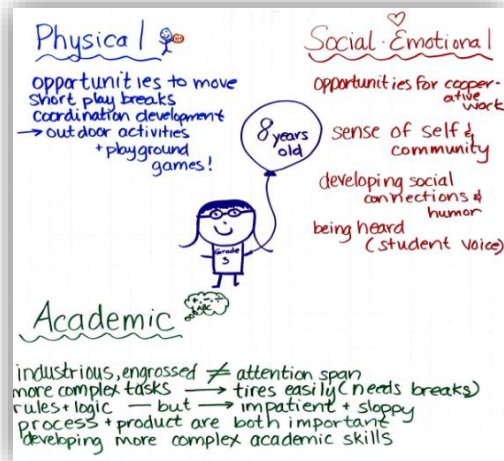 Physical
opportunities to move
short play breaks
coordination development
→ outdoor activities
+ playground
games!
Social-Emotional
opportunities for cooper-
ative
work
sense of self &
community
developing social
connections &
humor
being heard
(student voice)
8 years
old
Grade
3
Academic
+ - ÷
ABC
industrious, engrossed ≠ attention span
more complex tasks → tires easily (needs breaks)
rules + logic — but → impatient + sloppy
process + product are both important
developing more complex academic skills